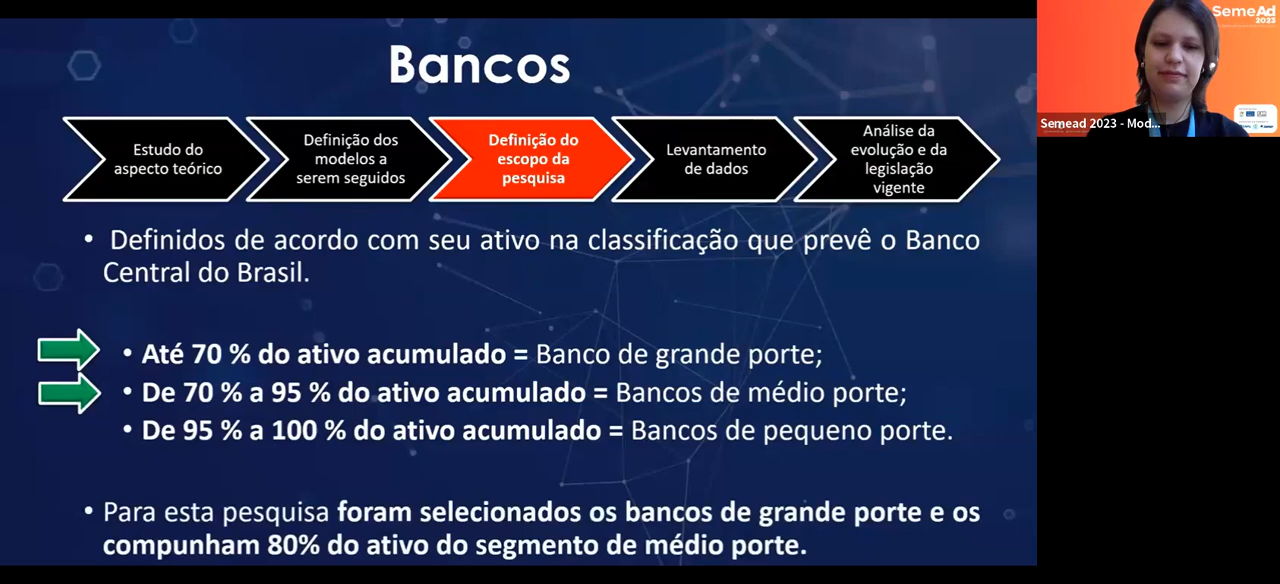 Bancos
Estudo do
aspecto teórico
Definição dos
modelos a
serem seguidos
Definição do
escopo da
pesquisa
Levantamento
de dados
Análise da
evolução e da
legislação
vigente
• Definidos de acordo com seu ativo na classificação que prevê o Banco
Central do Brasil.
• Até 70 % do ativo acumulado = Banco de grande porte;
• De 70 % a 95 % do ativo acumulado = Bancos de médio porte;
• De 95 % a 100 % do ativo acumulado = Bancos de pequeno porte.
• Para esta pesquisa foram selecionados os bancos de grande porte e os
compunham 80% do ativo do segmento de médio porte.
SemeAd
2023
Semead 2023 - Mod...